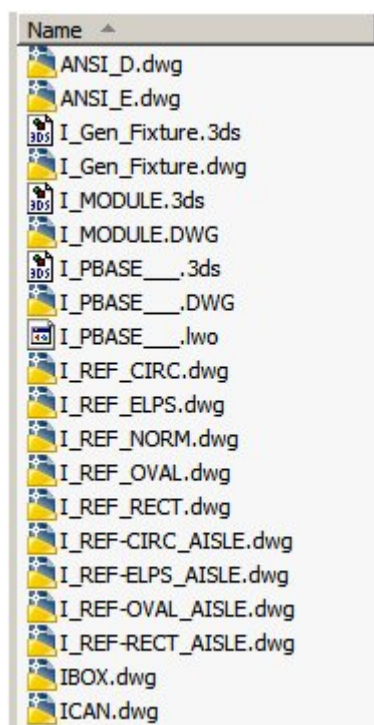 Name
ANSI_D.dwg
ANSI_E.dwg
I_Gen_Fixture.3ds
I_Gen_Fixture.dwg
I_MODULE.3ds
I_MODULE.DWG
I_PBASE___.3ds
I_PBASE___.DWG
I_PBASE___.lwo
I_REF_CIRC.dwg
I_REF_ELPS.dwg
I_REF_NORM.dwg
I_REF_OVAL.dwg
I_REF_RECT.dwg
I_REF-CIRC_AISLE.dwg
I_REF-ELPS_AISLE.dwg
I_REF-OVAL_AISLE.dwg
I_REF-RECT_AISLE.dwg
IBOX.dwg
ICAN.dwg